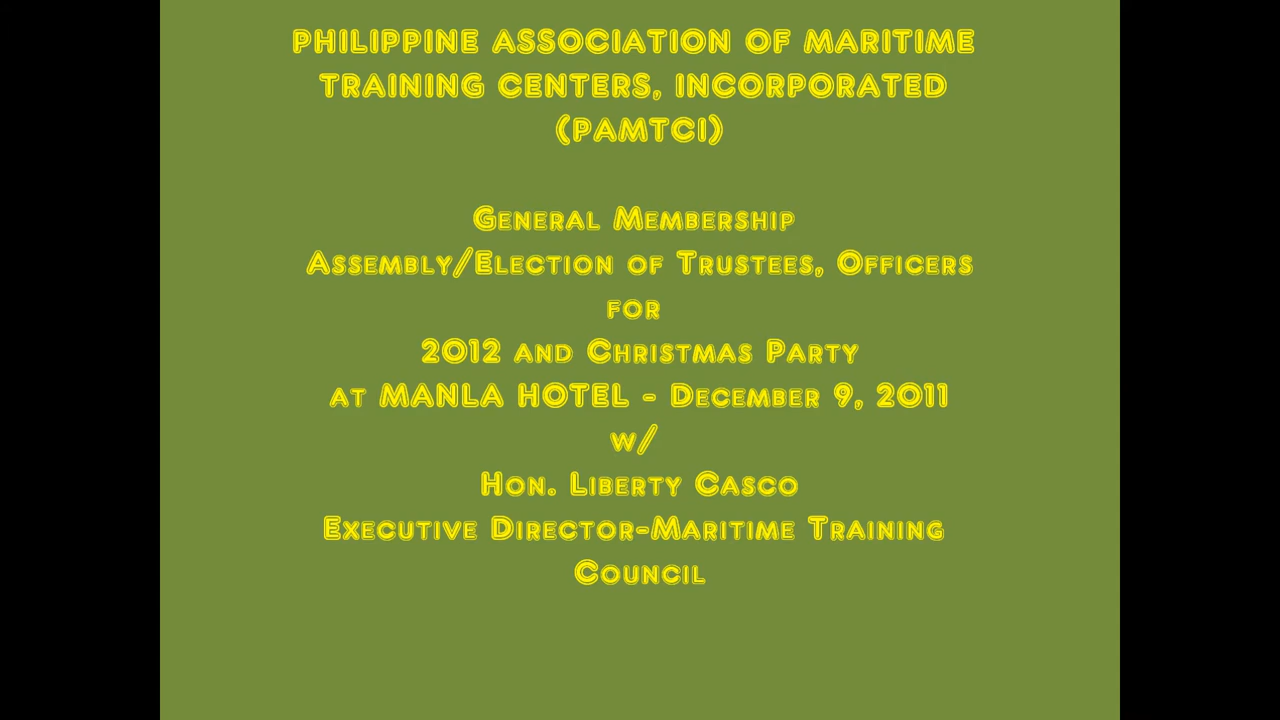 PHILIPPINE ASSOCIATION OF MARITIME
TRAINING CENTERS, INCORPORATED
(PAMTCI)
General Membership
Assembly/Election of Trustees, Officers
for
2012 and Christmas Party
at MANLA HOTEL - December 9, 2011
w/
Hon. Liberty Casco
Executive Director-Maritime Training
Council